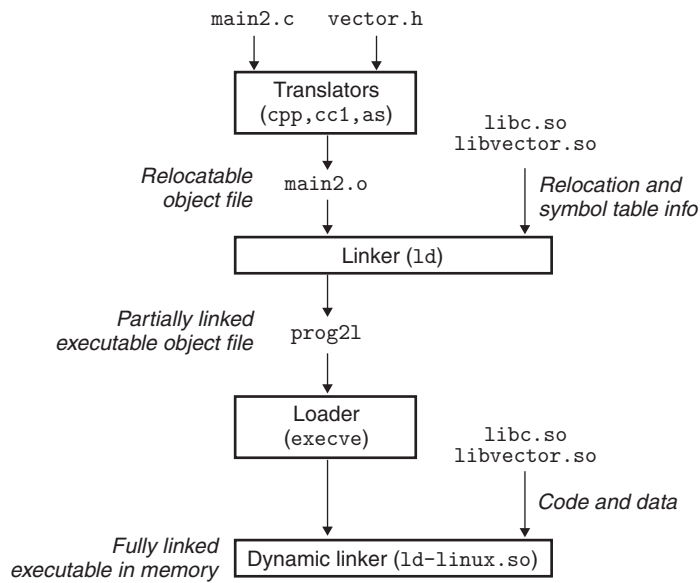 main2.c vector.h
Translators
(cpp,cc1,as)
libc.so
libvector.so
Relocatable
object file
main2.o
Relocation and
symbol table info
Linker (ld)
Partially linked
executable object file
prog2l
Loader
(execve)
libc.so
libvector.so
Code and data
Fully linked
executable in memory
Dynamic linker (ld-linux.so)